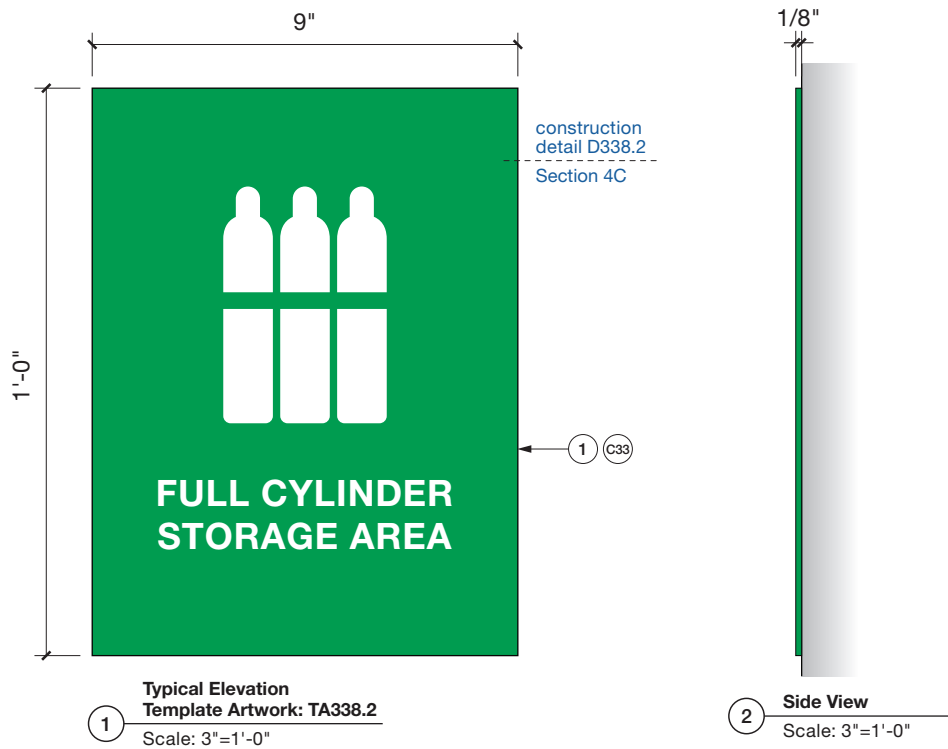 9"
1/8"
construction
detail D338.2
Section 4C
1'-0"
1
C33
FULL CYLINDER
STORAGE AREA
Typical Elevation
Template Artwork: TA338.2
1
Scale: 3"=1'-0"
Side View
2
Scale: 3"=1'-0"